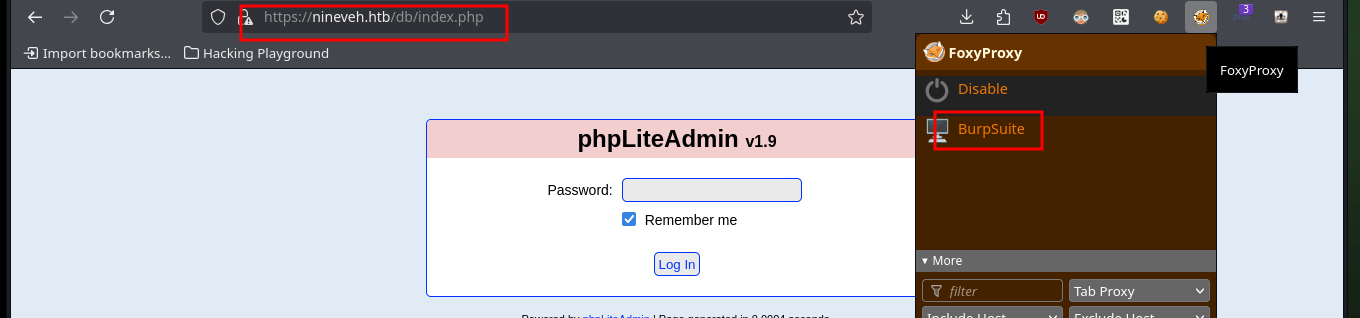 https://nineveh.htb/db/index.php
3
Import bookmarks...
Hacking Playground
FoxyProxy
FoxyProxy
Disable
BurpSuite
phpLiteAdmin v1.9
Password:
Remember me
Log In
More
filter
Tab Proxy
Include Host
Exclude Host
Powered by phpLiteAdmin | Page generated in 0.0004 seconds.